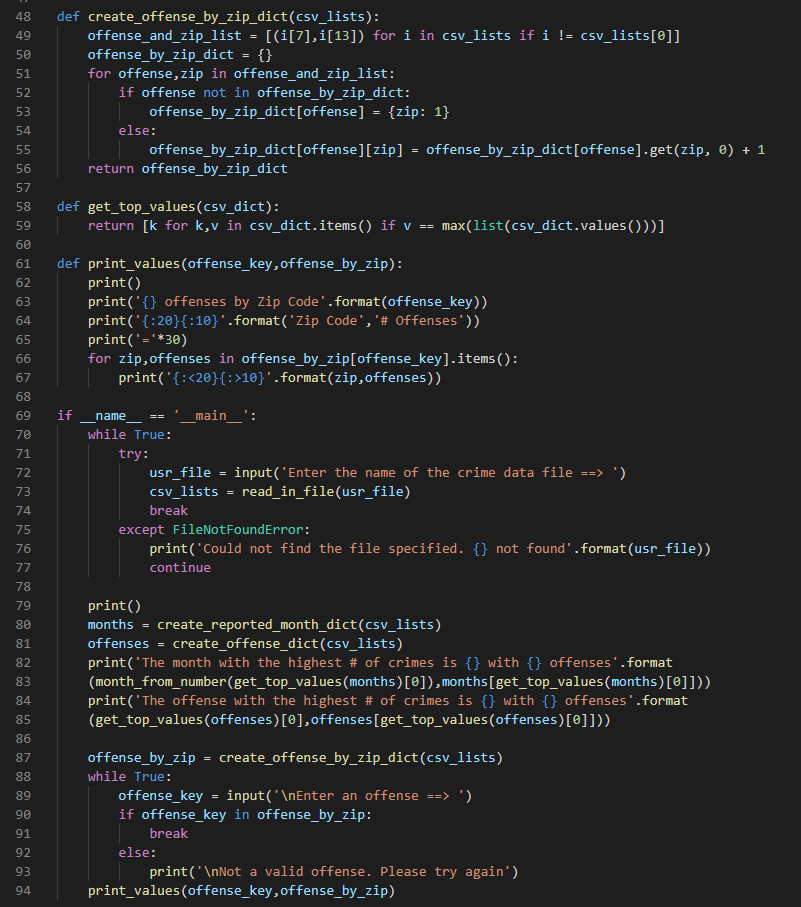 48 def create_offense_by_zip_dict(csv_lists):
49     offense_and_zip_list = [(i[7],i[13]) for i in csv_lists if i != csv_lists[0]]
50     offense_by_zip_dict = {}
51     for offense,zip in offense_and_zip_list:
52         if offense not in offense_by_zip_dict:
53             offense_by_zip_dict[offense] = {zip: 1}
54         else:
55             offense_by_zip_dict[offense][zip] = offense_by_zip_dict[offense].get(zip, 0) + 1
56     return offense_by_zip_dict
57
58 def get_top_values(csv_dict):
59     return [k for k,v in csv_dict.items() if v == max(list(csv_dict.values()))]
60
61 def print_values(offense_key,offense_by_zip):
62     print()
63     print('{} offenses by Zip Code'.format(offense_key))
64     print('{:20}{:10}'.format('Zip Code','# Offenses'))
65     print('='*30)
66     for zip,offenses in offense_by_zip[offense_key].items():
67         print('{:<20}{:>10}'.format(zip,offenses))
68
69 if __name__ == '__main__':
70     while True:
71         try:
72             usr_file = input('Enter the name of the crime data file ==> ')
73             csv_lists = read_in_file(usr_file)
74             break
75         except FileNotFoundError:
76             print('Could not find the file specified. {} not found'.format(usr_file))
77             continue
78
79     print()
80     months = create_reported_month_dict(csv_lists)
81     offenses = create_offense_dict(csv_lists)
82     print('The month with the highest # of crimes is {} with {} offenses'.format
83     (month_from_number(get_top_values(months)[0]),months[get_top_values(months)[0]]))
84     print('The offense with the highest # of crimes is {} with {} offenses'.format
85     (get_top_values(offenses)[0],offenses[get_top_values(offenses)[0]]))
86
87     offense_by_zip = create_offense_by_zip_dict(csv_lists)
88     while True:
89         offense_key = input('\nEnter an offense ==> ')
90         if offense_key in offense_by_zip:
91             break
92         else:
93             print('\nNot a valid offense. Please try again')
94     print_values(offense_key,offense_by_zip)